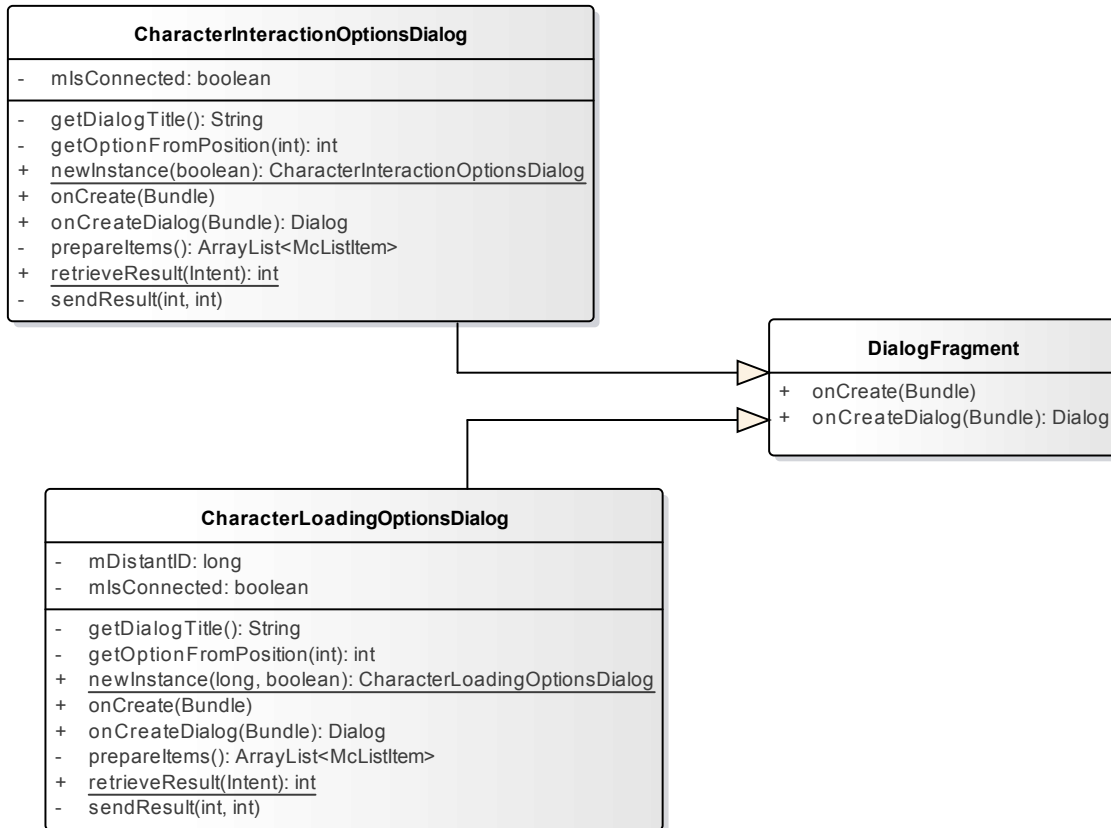 CharacterInteractionOptionsDialog
- mIsConnected: boolean
- getDialogTitle(): String
- getOptionFromPosition(int): int
+ newInstance(boolean): CharacterInteractionOptionsDialog
+ onCreate(Bundle)
+ onCreateDialog(Bundle): Dialog
- prepareItems(): ArrayList<McListItem>
+ retrieveResult(Intent): int
- sendResult(int, int)
DialogFragment
+ onCreate(Bundle)
+ onCreateDialog(Bundle): Dialog
CharacterLoadingOptionsDialog
- mDistantID: long
- mIsConnected: boolean
- getDialogTitle(): String
- getOptionFromPosition(int): int
+ newInstance(long, boolean): CharacterLoadingOptionsDialog
+ onCreate(Bundle)
+ onCreateDialog(Bundle): Dialog
- prepareItems(): ArrayList<McListItem>
+ retrieveResult(Intent): int
- sendResult(int, int)